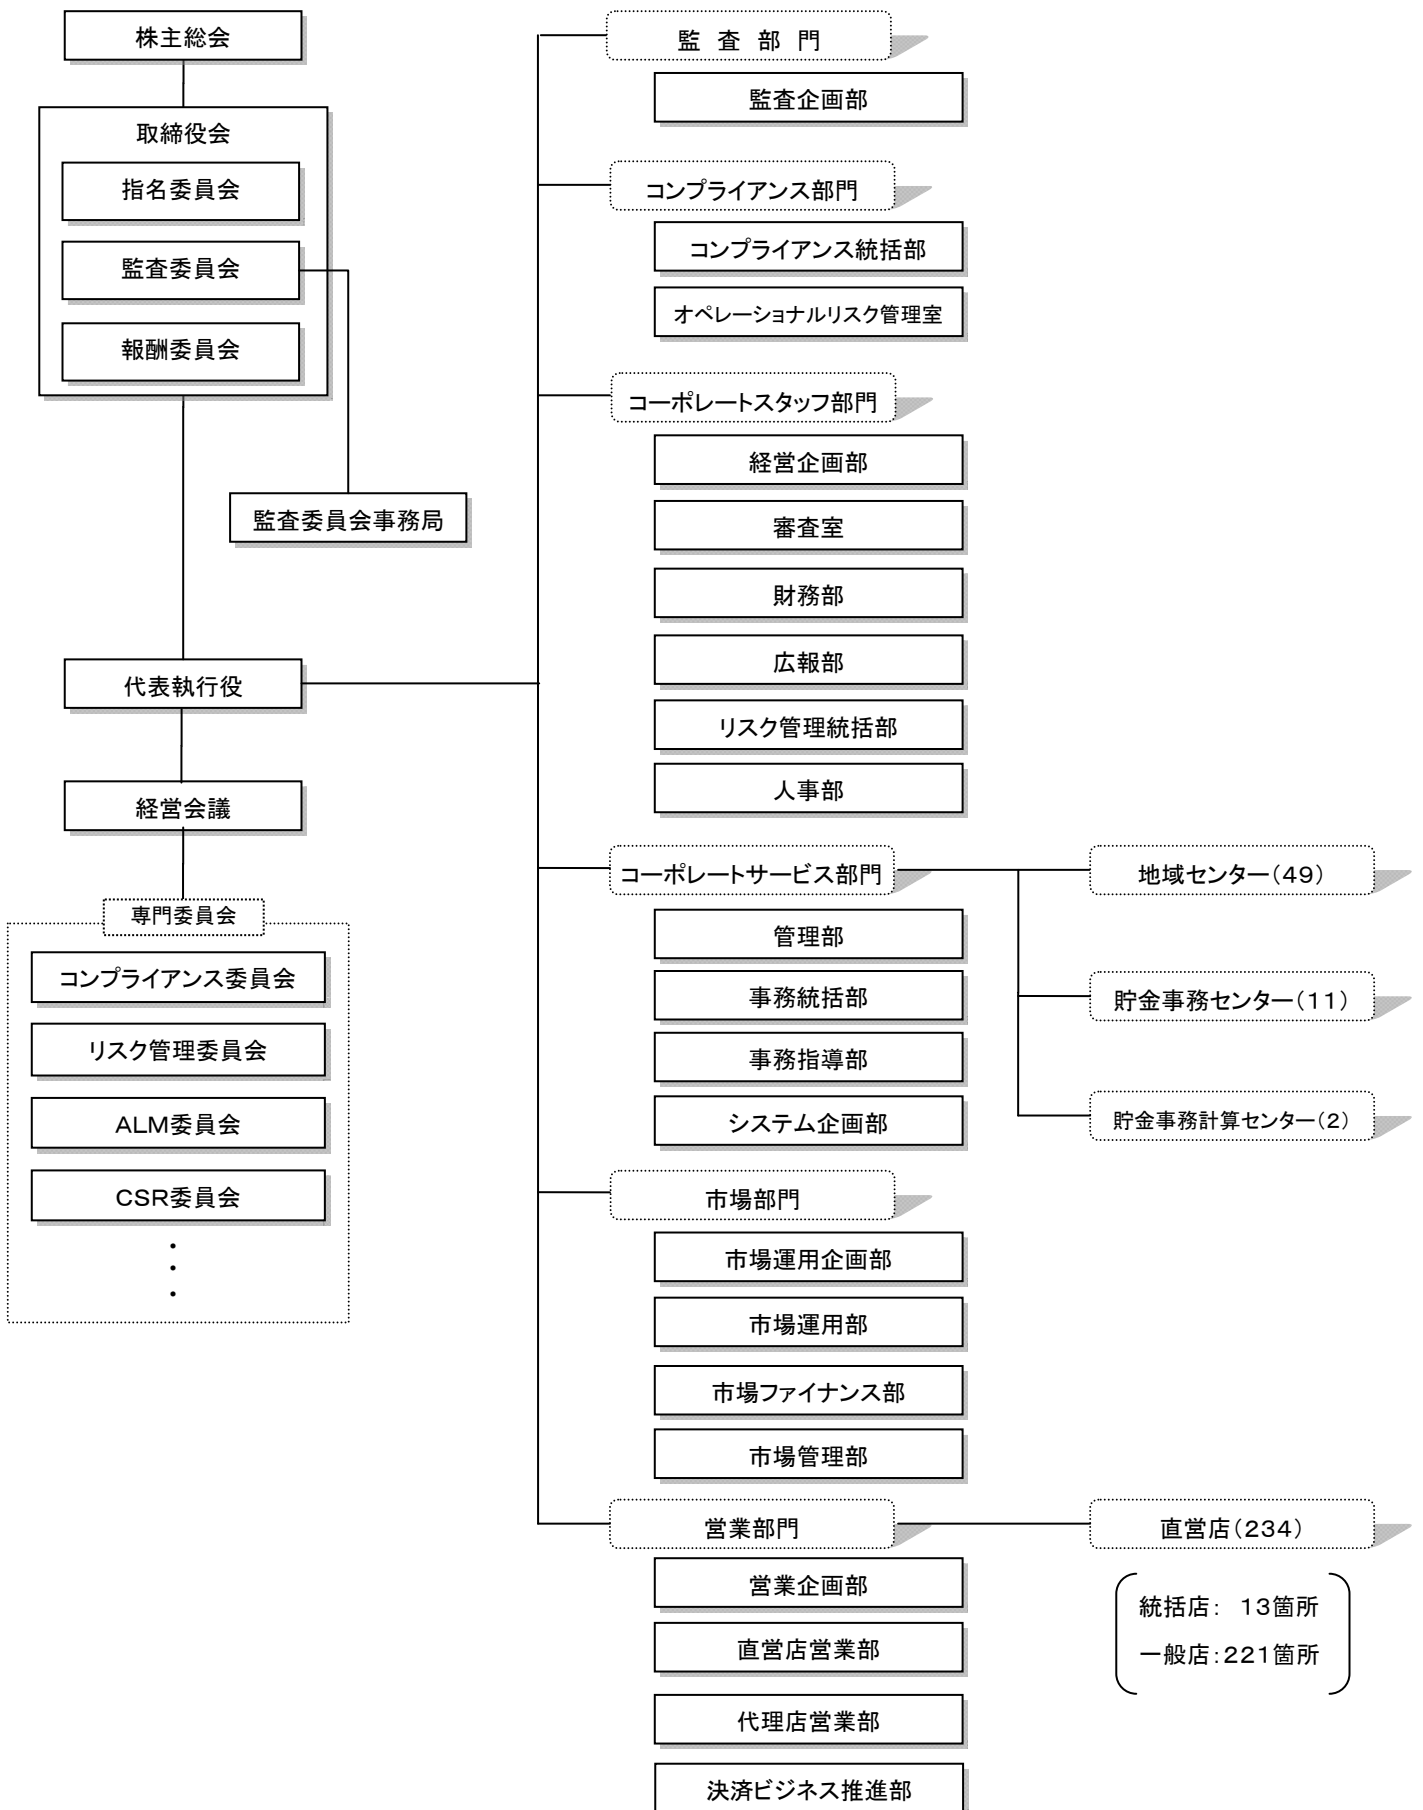 株主総会
取締役会
指名委員会
監査委員会
報酬委員会
監査委員会事務局
代表執行役
経営会議
専門委員会
コンプライアンス委員会
リスク管理委員会
ALM委員会
CSR委員会
・
・
・
監 査 部 門
監査企画部
コンプライアンス部門
コンプライアンス統括部
オペレーショナルリスク管理室
コーポレートスタッフ部門
経営企画部
審査室
財務部
広報部
リスク管理統括部
人事部
コーポレートサービス部門
管理部
事務統括部
事務指導部
システム企画部
地域センター(49)
貯金事務センター(11)
貯金事務計算センター(2)
市場部門
市場運用企画部
市場運用部
市場ファイナンス部
市場管理部
営業部門
営業企画部
直営店営業部
代理店営業部
決済ビジネス推進部
直営店(234)
統括店: 13箇所
一般店:221箇所